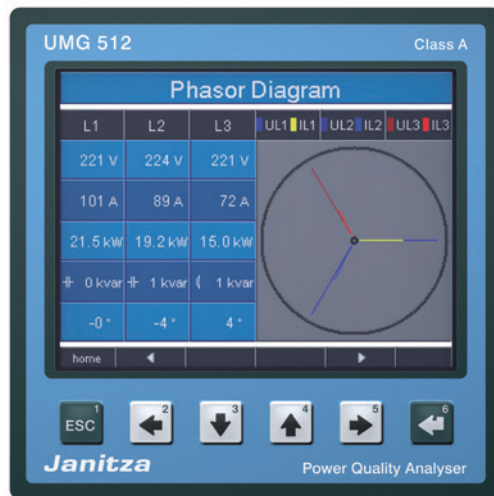 UMG 512 Class A
Phasor Diagram
L1 L2 L3 UL1 IL1 UL2 IL2 UL3 IL3
221 V 224 V 221 V
101 A 89 A 72 A
21.5 kW 19.2 kW 15.0 kW
0 kvar 1 kvar 1 kvar
-0 ° -4 ° 4 °
home
1 2 3 4 5 6
ESC
Janitza Power Quality Analyser